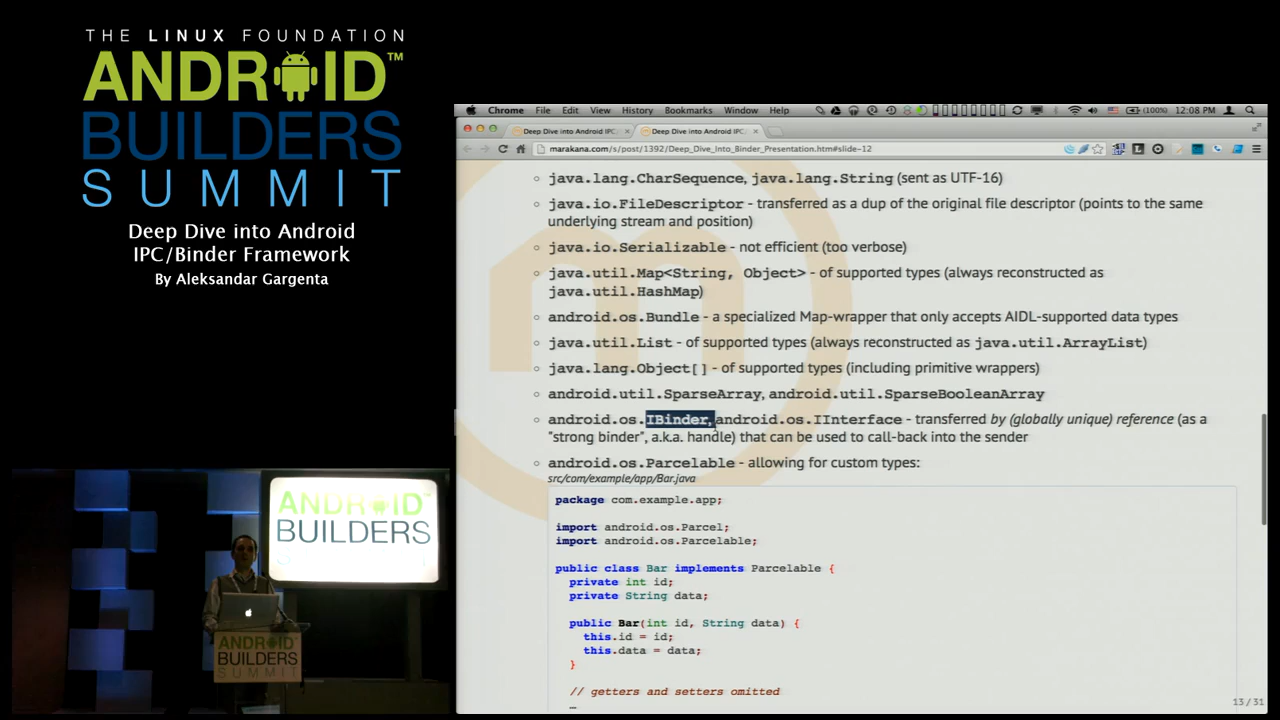 THE LINUX FOUNDATION
ANDROID™
BUILDERS
SUMMIT
Deep Dive into Android
IPC/Binder Framework
By Aleksandar Gargenta
Chrome File Edit View History Bookmarks Window Help (100%) 12:08 PM
Deep Dive into Android IPC × Deep Dive into Android IPC ×
marakana.com/s/post/1392/Deep_Dive_Into_Binder_Presentation.htm#slide-12
java.lang.CharSequence, java.lang.String (sent as UTF-16)
java.io.FileDescriptor - transferred as a dup of the original file descriptor (points to the same
underlying stream and position)
java.io.Serializable - not efficient (too verbose)
java.util.Map<String, Object> - of supported types (always reconstructed as
java.util.HashMap)
android.os.Bundle - a specialized Map-wrapper that only accepts AIDL-supported data types
java.util.List - of supported types (always reconstructed as java.util.ArrayList)
java.lang.Object[] - of supported types (including primitive wrappers)
android.util.SparseArray, android.util.SparseBooleanArray
android.os.IBinder, android.os.IInterface - transferred by (globally unique) reference (as a
"strong binder", a.k.a. handle) that can be used to call-back into the sender
android.os.Parcelable - allowing for custom types:
src/com/example/app/Bar.java
package com.example.app;
import android.os.Parcel;
import android.os.Parcelable;
public class Bar implements Parcelable {
private int id;
private String data;
public Bar(int id, String data) {
this.id = id;
this.data = data;
}
// getters and setters omitted
…
13 / 31
ANDROID
BUILDERS
ANDROID
BUILDERS
SUMMIT